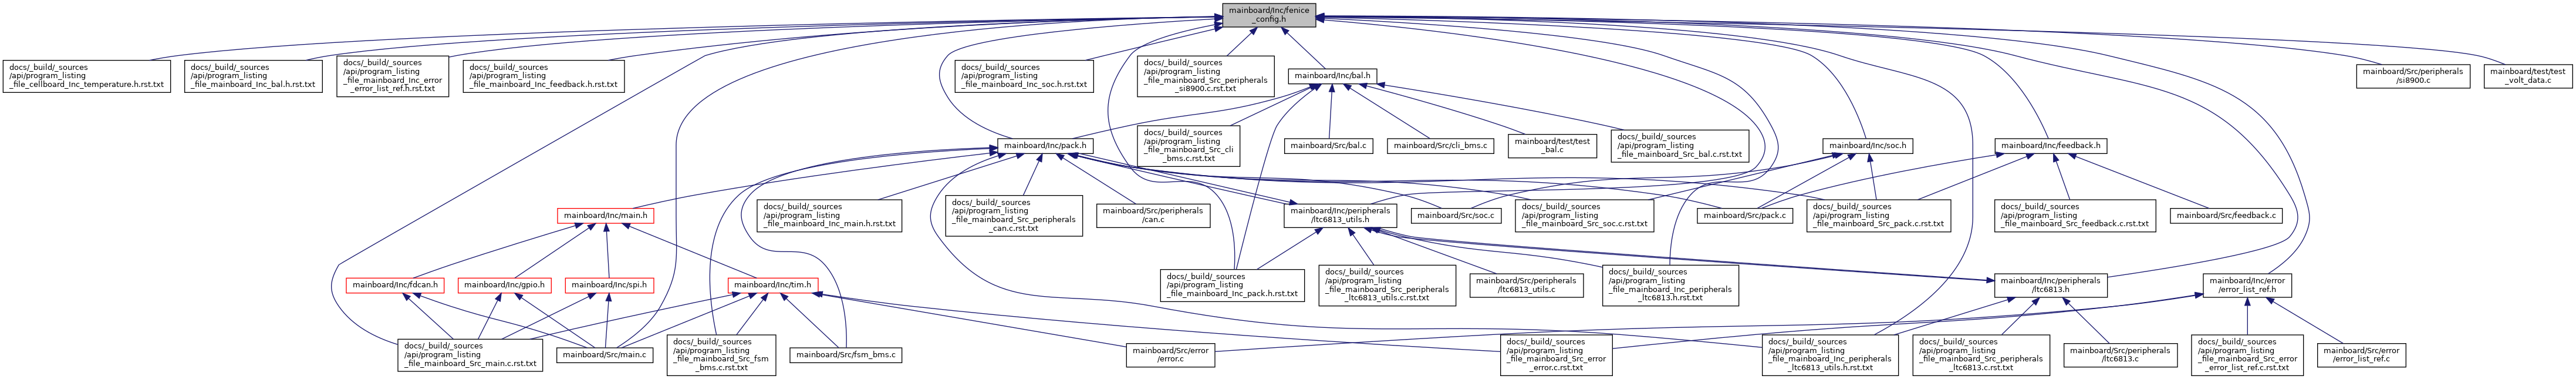 mainboard/Inc/fenice
_config.h
docs/_build/_sources
/api/program_listing
_file_cellboard_Inc_temperature.h.rst.txt
docs/_build/_sources
/api/program_listing
_file_mainboard_Inc_bal.h.rst.txt
docs/_build/_sources
/api/program_listing
_file_mainboard_Inc_error
_error_list_ref.h.rst.txt
docs/_build/_sources
/api/program_listing
_file_mainboard_Inc_feedback.h.rst.txt
docs/_build/_sources
/api/program_listing
_file_mainboard_Inc_soc.h.rst.txt
docs/_build/_sources
/api/program_listing
_file_mainboard_Src_peripherals
_si8900.c.rst.txt
mainboard/Inc/bal.h
mainboard/Src/peripherals
/si8900.c
mainboard/test/test
_volt_data.c
mainboard/Inc/pack.h
docs/_build/_sources
/api/program_listing
_file_mainboard_Src_cli
_bms.c.rst.txt
mainboard/Src/bal.c
mainboard/Src/cli_bms.c
mainboard/test/test
_bal.c
docs/_build/_sources
/api/program_listing
_file_mainboard_Src_bal.c.rst.txt
mainboard/Inc/soc.h
mainboard/Inc/feedback.h
mainboard/Inc/main.h
docs/_build/_sources
/api/program_listing
_file_mainboard_Inc_main.h.rst.txt
docs/_build/_sources
/api/program_listing
_file_mainboard_Src_peripherals
_can.c.rst.txt
mainboard/Src/peripherals
/can.c
mainboard/Inc/peripherals
/ltc6813_utils.h
mainboard/Src/soc.c
docs/_build/_sources
/api/program_listing
_file_mainboard_Src_soc.c.rst.txt
mainboard/Src/pack.c
docs/_build/_sources
/api/program_listing
_file_mainboard_Src_pack.c.rst.txt
docs/_build/_sources
/api/program_listing
_file_mainboard_Src_feedback.c.rst.txt
mainboard/Src/feedback.c
mainboard/Inc/fdcan.h
mainboard/Inc/gpio.h
mainboard/Inc/spi.h
mainboard/Inc/tim.h
docs/_build/_sources
/api/program_listing
_file_mainboard_Inc_pack.h.rst.txt
docs/_build/_sources
/api/program_listing
_file_mainboard_Src_peripherals
_ltc6813_utils.c.rst.txt
mainboard/Src/peripherals
/ltc6813_utils.c
docs/_build/_sources
/api/program_listing
_file_mainboard_Inc_peripherals
_ltc6813.h.rst.txt
mainboard/Inc/peripherals
/ltc6813.h
mainboard/Inc/error
/error_list_ref.h
docs/_build/_sources
/api/program_listing
_file_mainboard_Src_main.c.rst.txt
mainboard/Src/main.c
docs/_build/_sources
/api/program_listing
_file_mainboard_Src_fsm
_bms.c.rst.txt
mainboard/Src/fsm_bms.c
mainboard/Src/error
/error.c
docs/_build/_sources
/api/program_listing
_file_mainboard_Src_error
_error.c.rst.txt
docs/_build/_sources
/api/program_listing
_file_mainboard_Inc_peripherals
_ltc6813_utils.h.rst.txt
docs/_build/_sources
/api/program_listing
_file_mainboard_Src_peripherals
_ltc6813.c.rst.txt
mainboard/Src/peripherals
/ltc6813.c
docs/_build/_sources
/api/program_listing
_file_mainboard_Src_error
_error_list_ref.c.rst.txt
mainboard/Src/error
/error_list_ref.c